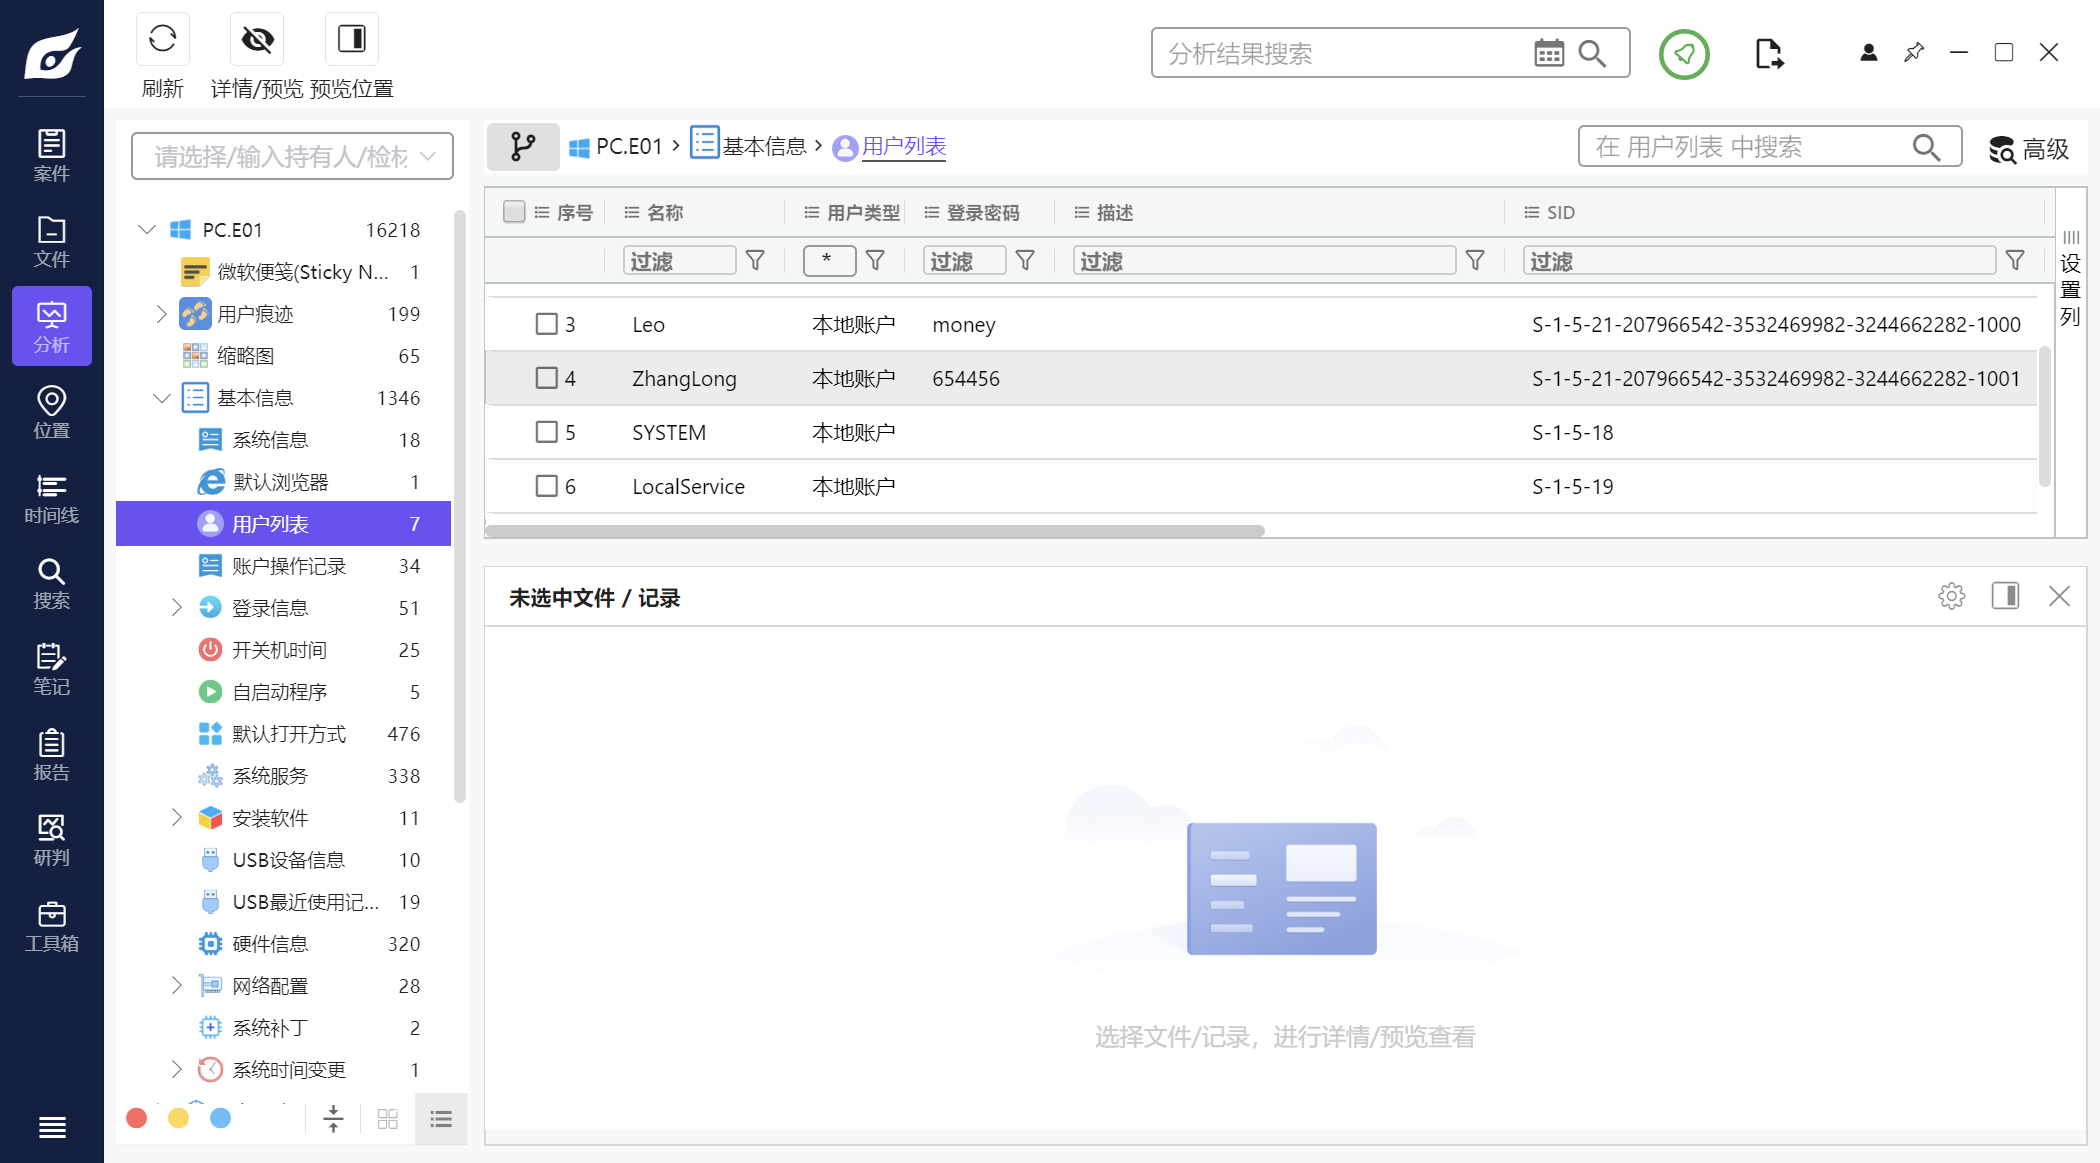 刷新
详情/预览
预览位置
分析结果搜索
案件
文件
分析
位置
时间线
搜索
笔记
报告
研判
工具箱
请选择/输入持有人/检材
PC.E01 16218
微软便笺(Sticky N... 1
用户痕迹 199
缩略图 65
基本信息 1346
系统信息 18
默认浏览器 1
用户列表 7
账户操作记录 34
登录信息 51
开关机时间 25
自启动程序 5
默认打开方式 476
系统服务 338
安装软件 11
USB设备信息 10
USB最近使用记... 19
硬件信息 320
网络配置 28
系统补丁 2
系统时间变更 1
PC.E01 › 基本信息 › 用户列表
在 用户列表 中搜索
高级
序号 名称 用户类型 登录密码 描述 SID
过滤 * 过滤 过滤 过滤
3 Leo 本地账户 money S-1-5-21-207966542-3532469982-3244662282-1000
4 ZhangLong 本地账户 654456 S-1-5-21-207966542-3532469982-3244662282-1001
5 SYSTEM 本地账户 S-1-5-18
6 LocalService 本地账户 S-1-5-19
设置列
未选中文件 / 记录
选择文件/记录，进行详情/预览查看